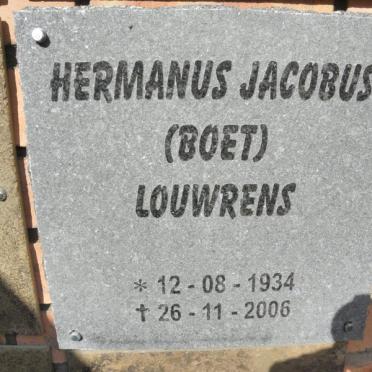 HERMANUS JACOBUS
(BOET)
LOUWRENS
* 12 - 08 - 1934
† 26 - 11 - 2006